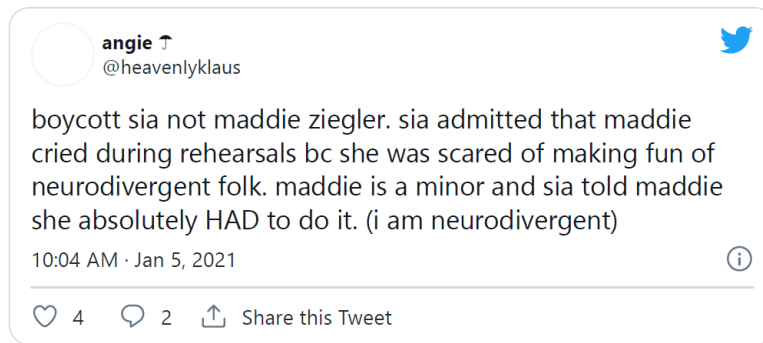 angie ☂
@heavenlyklaus
boycott sia not maddie ziegler. sia admitted that maddie
cried during rehearsals bc she was scared of making fun of
neurodivergent folk. maddie is a minor and sia told maddie
she absolutely HAD to do it. (i am neurodivergent)
10:04 AM · Jan 5, 2021
4 2 Share this Tweet